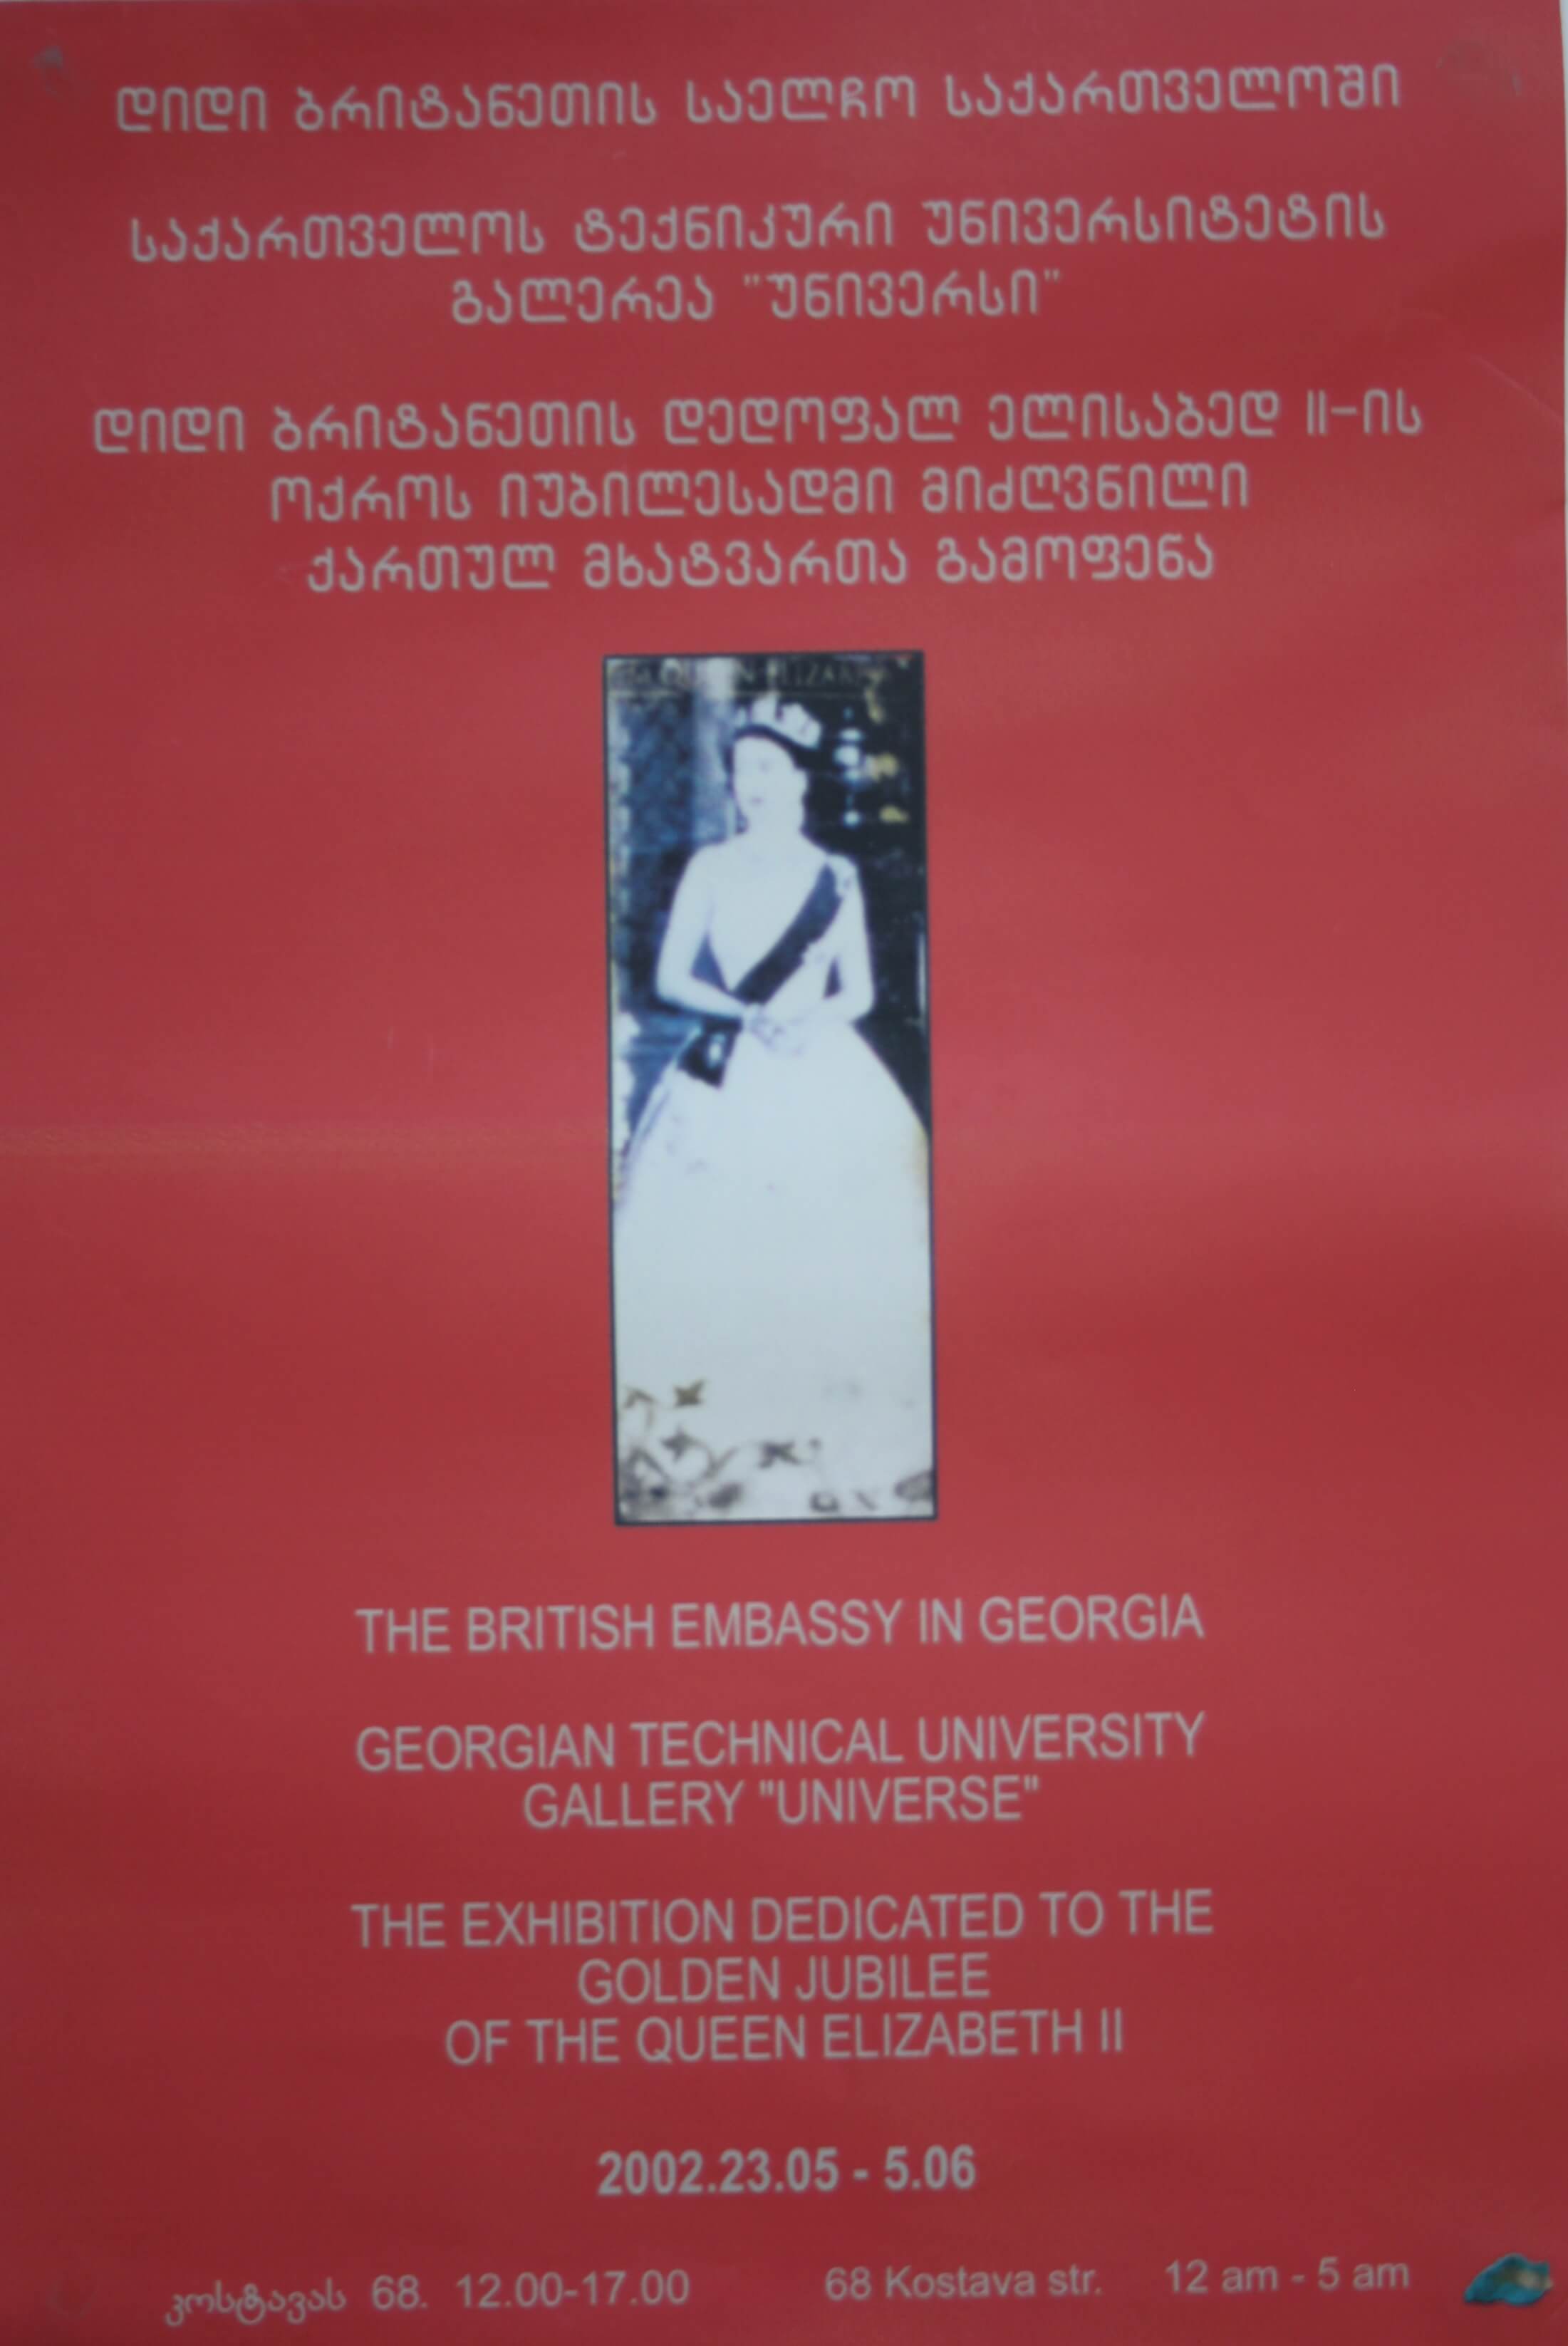 დიდი ბრიტანეთის საელჩო საქართველოში
საქართველოს ტექნიკური უნივერსიტეტის
გალერეა "უნივერსი"
დიდი ბრიტანეთის დედოფალ ელისაბედ II-ის
ოქროს იუბილესადმი მიძღვნილი
ქართულ მხატვართა გამოფენა
THE BRITISH EMBASSY IN GEORGIA
GEORGIAN TECHNICAL UNIVERSITY
GALLERY "UNIVERSE"
THE EXHIBITION DEDICATED TO THE
GOLDEN JUBILEE
OF THE QUEEN ELIZABETH II
2002.23.05 - 5.06
კოსტავას 68. 12.00-17.00 68 Kostava str. 12 am - 5 am